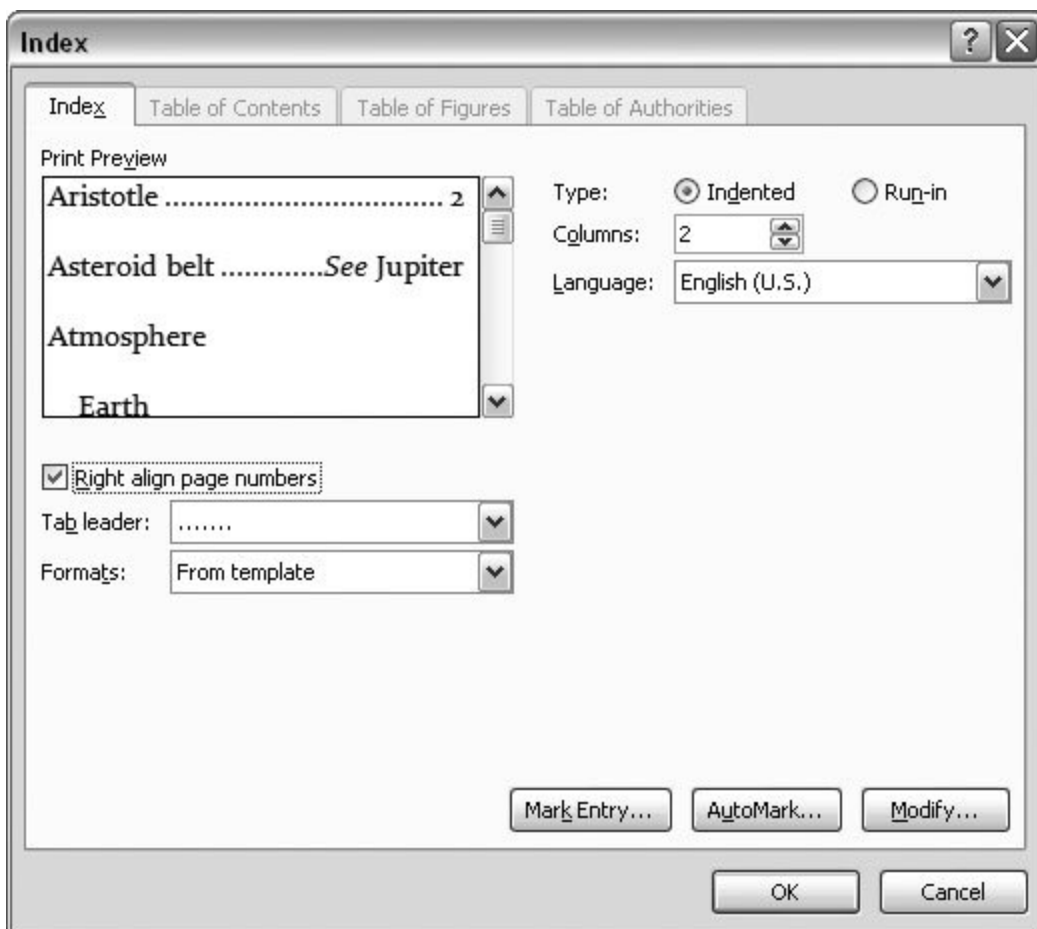 Index
Index Table of Contents Table of Figures Table of Authorities
Print Preview
Aristotle .................................. 2
Asteroid belt .............See Jupiter
Atmosphere
Earth
Type: Indented Run-in
Columns: 2
Language: English (U.S.)
Right align page numbers
Tab leader: .......
Formats: From template
Mark Entry... AutoMark... Modify...
OK Cancel